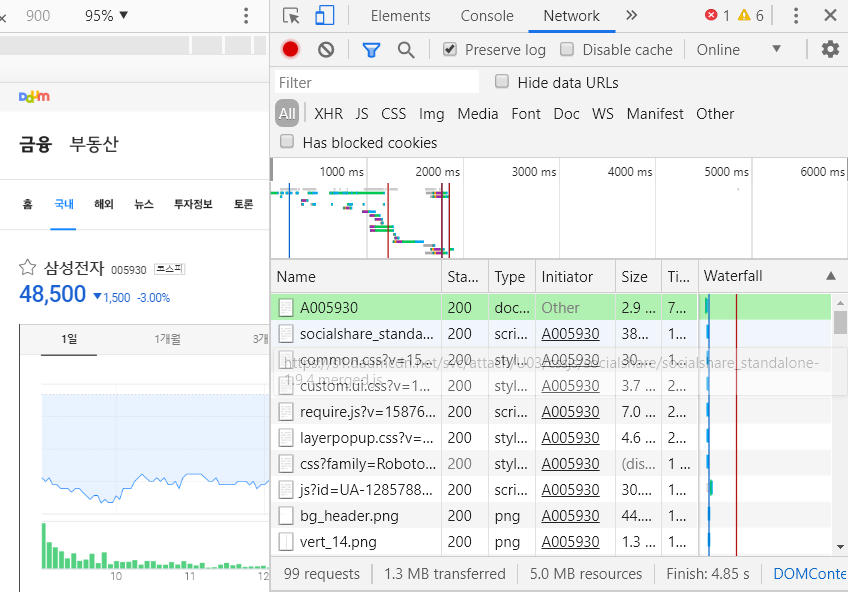 900 95% ▼
Elements Console Network » 1 6
Preserve log Disable cache Online ▼
Filter Hide data URLs
All XHR JS CSS Img Media Font Doc WS Manifest Other
Has blocked cookies
1000 ms 2000 ms 3000 ms 4000 ms 5000 ms 6000 ms
Daum
금융 부동산
홈 국내 해외 뉴스 투자정보 토론
삼성전자 005930 코스피
48,500 ▼1,500 -3.00%
1일 1개월 3개
10 11 12
Name Sta... Type Initiator Size Ti... Waterfall ▲
A005930 200 doc... Other 2.9 ... 7...
socialshare_standa... 200 scri... A005930 38... 1...
common.css?v=15... 200 styl... A005930 30... 1...
custom.ui.css?v=1... 200 styl... A005930 3.7 ... 2...
require.js?v=15876... 200 scri... A005930 7.0 ... 2...
layerpopup.css?v=... 200 styl... A005930 4.6 ... 2...
css?family=Roboto... 200 styl... A005930 (dis... 1 ...
js?id=UA-1285788... 200 scri... A005930 30.... 1...
bg_header.png 200 png A005930 44.... 1...
vert_14.png 200 png A005930 1.3 ... 1...
99 requests 1.3 MB transferred 5.0 MB resources Finish: 4.85 s DOMConte